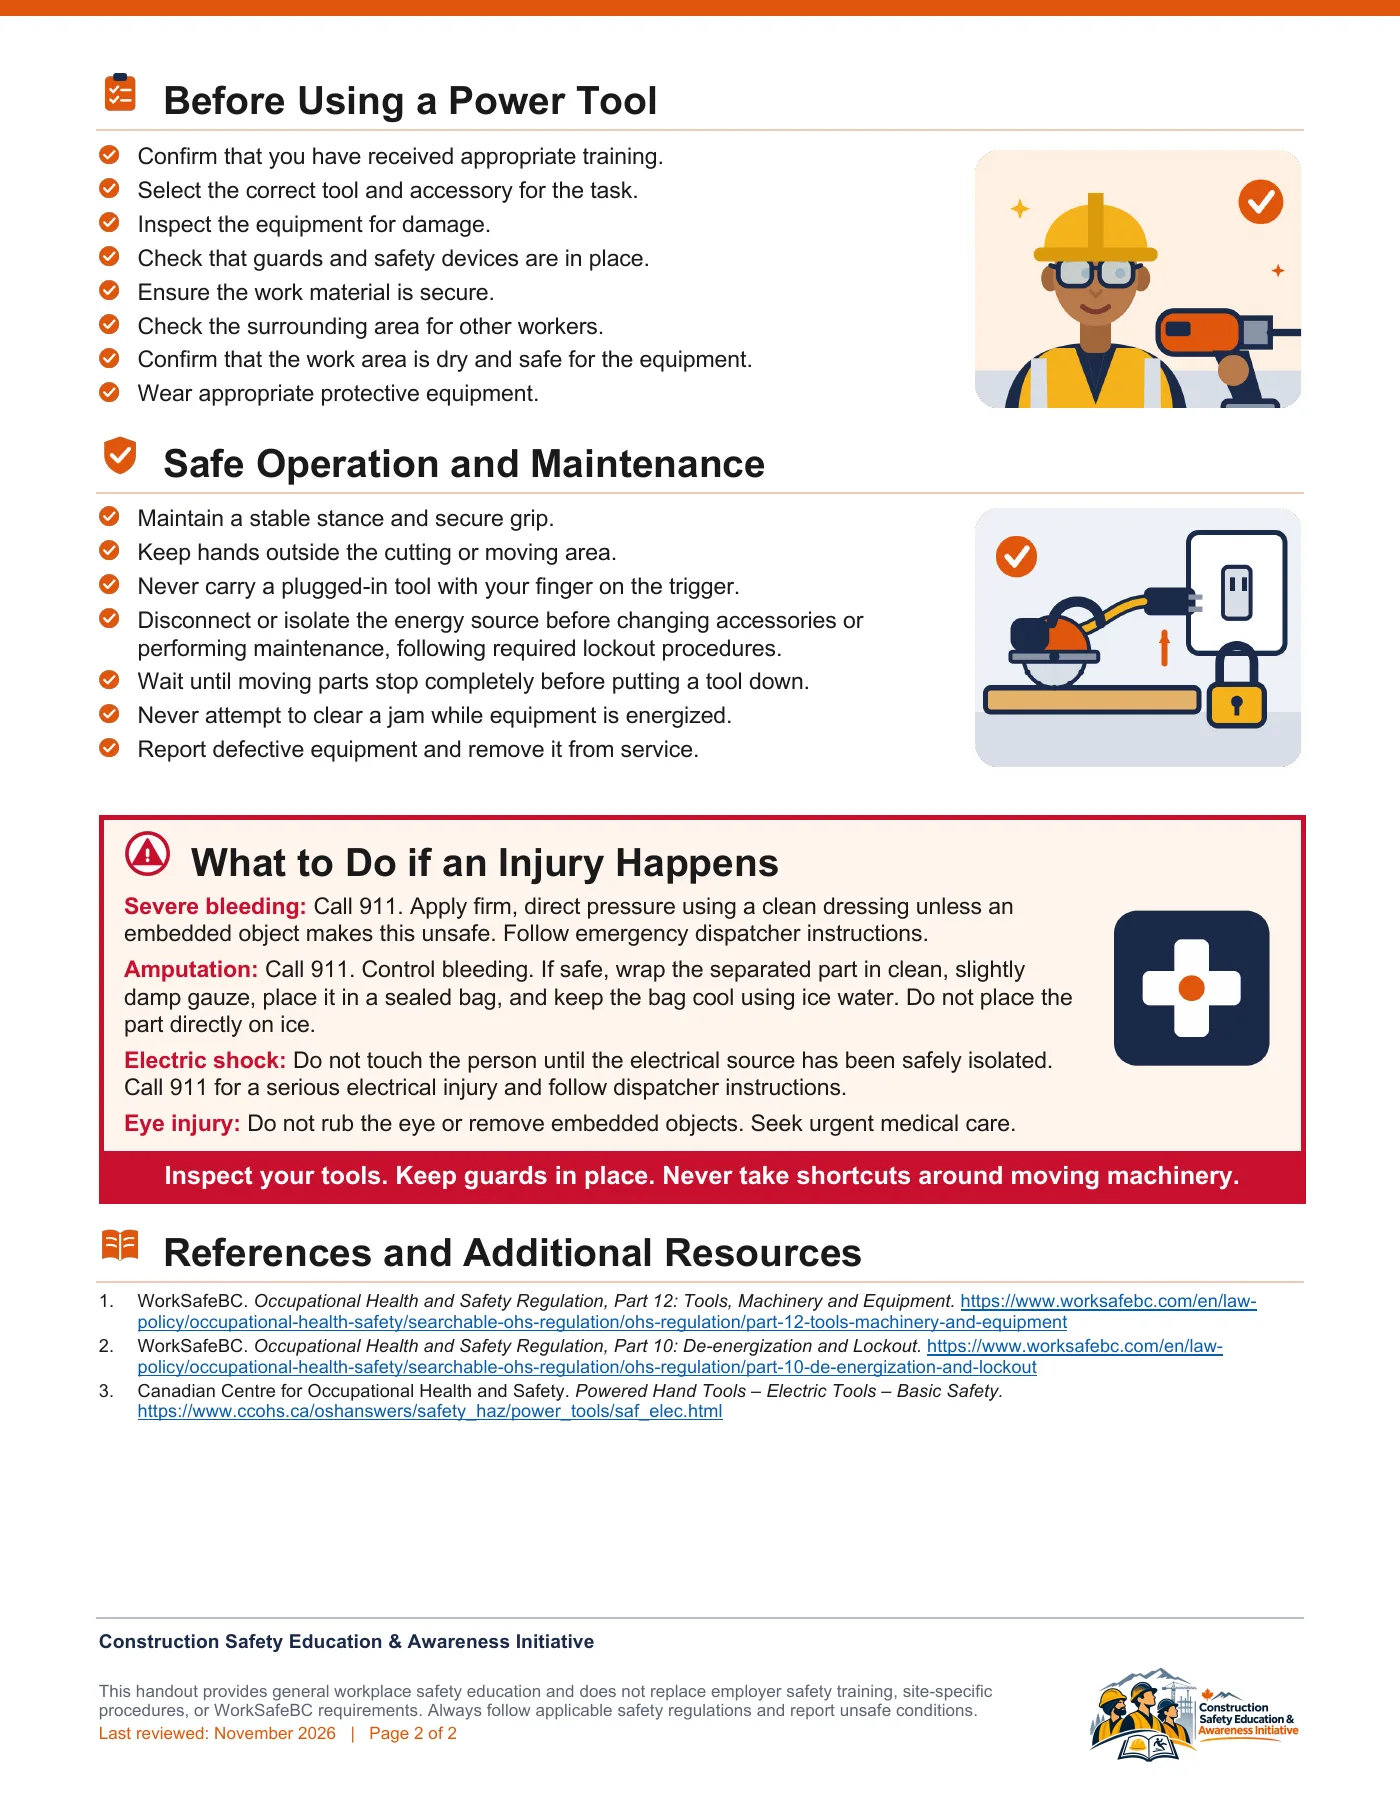 Before Using a Power Tool
Confirm that you have received appropriate training.
Select the correct tool and accessory for the task.
Inspect the equipment for damage.
Check that guards and safety devices are in place.
Ensure the work material is secure.
Check the surrounding area for other workers.
Confirm that the work area is dry and safe for the equipment.
Wear appropriate protective equipment.
Safe Operation and Maintenance
Maintain a stable stance and secure grip.
Keep hands outside the cutting or moving area.
Never carry a plugged-in tool with your finger on the trigger.
Disconnect or isolate the energy source before changing accessories or
performing maintenance, following required lockout procedures.
Wait until moving parts stop completely before putting a tool down.
Never attempt to clear a jam while equipment is energized.
Report defective equipment and remove it from service.
What to Do if an Injury Happens
Severe bleeding: Call 911. Apply firm, direct pressure using a clean dressing unless an
embedded object makes this unsafe. Follow emergency dispatcher instructions.
Amputation: Call 911. Control bleeding. If safe, wrap the separated part in clean, slightly
damp gauze, place it in a sealed bag, and keep the bag cool using ice water. Do not place the
part directly on ice.
Electric shock: Do not touch the person until the electrical source has been safely isolated.
Call 911 for a serious electrical injury and follow dispatcher instructions.
Eye injury: Do not rub the eye or remove embedded objects. Seek urgent medical care.
Inspect your tools. Keep guards in place. Never take shortcuts around moving machinery.
References and Additional Resources
1. WorkSafeBC. Occupational Health and Safety Regulation, Part 12: Tools, Machinery and Equipment. https://www.worksafebc.com/en/law-
policy/occupational-health-safety/searchable-ohs-regulation/ohs-regulation/part-12-tools-machinery-and-equipment
2. WorkSafeBC. Occupational Health and Safety Regulation, Part 10: De-energization and Lockout. https://www.worksafebc.com/en/law-
policy/occupational-health-safety/searchable-ohs-regulation/ohs-regulation/part-10-de-energization-and-lockout
3. Canadian Centre for Occupational Health and Safety. Powered Hand Tools – Electric Tools – Basic Safety.
https://www.ccohs.ca/oshanswers/safety_haz/power_tools/saf_elec.html
Construction Safety Education & Awareness Initiative
This handout provides general workplace safety education and does not replace employer safety training, site-specific
procedures, or WorkSafeBC requirements. Always follow applicable safety regulations and report unsafe conditions.
Last reviewed: November 2026 | Page 2 of 2
Construction
Safety Education &
Awareness Initiative